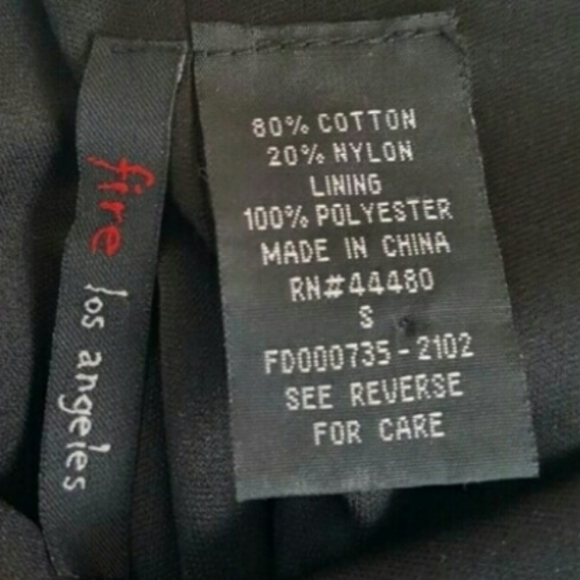 fire los angeles
80% COTTON
20% NYLON
LINING
100% POLYESTER
MADE IN CHINA
RN#44480
S
FD000735-2102
SEE REVERSE
FOR CARE